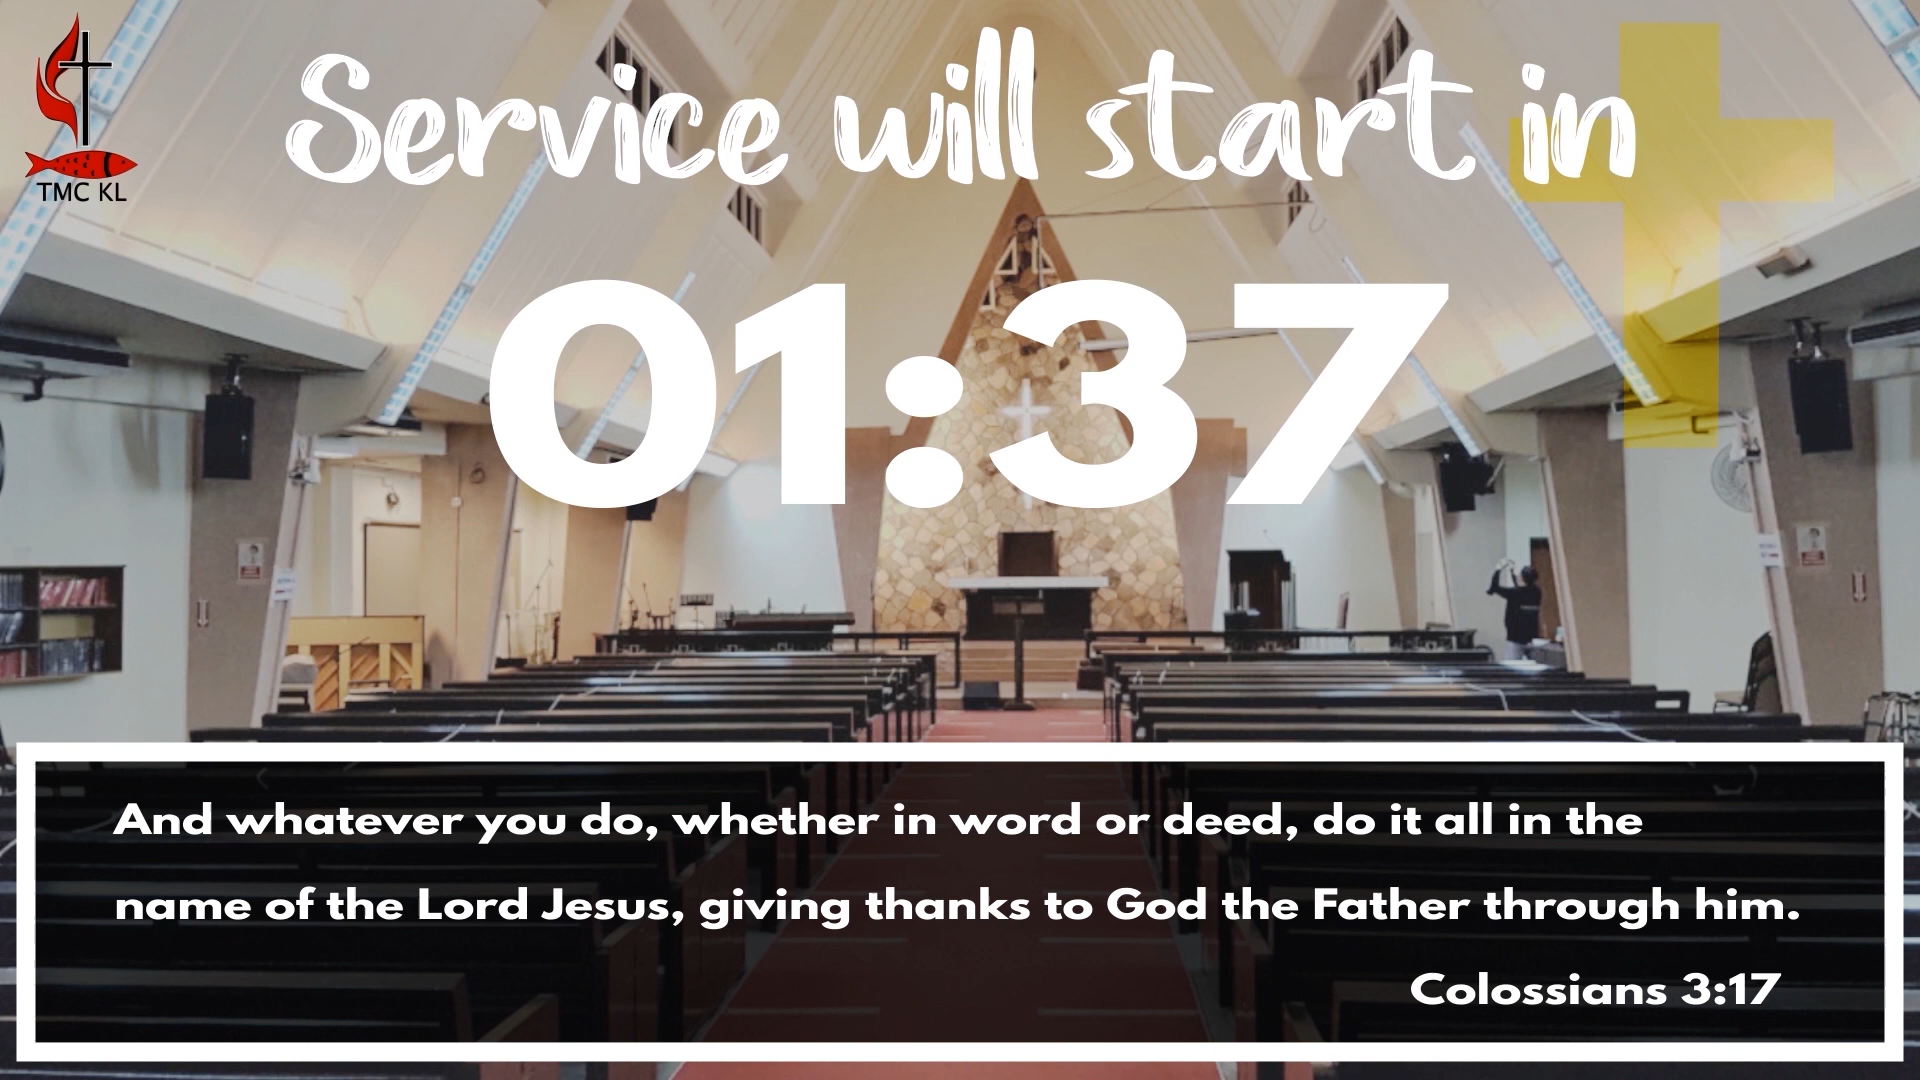 TMC KL
Service will start in
01:37
And whatever you do, whether in word or deed, do it all in the
name of the Lord Jesus, giving thanks to God the Father through him.
Colossians 3:17